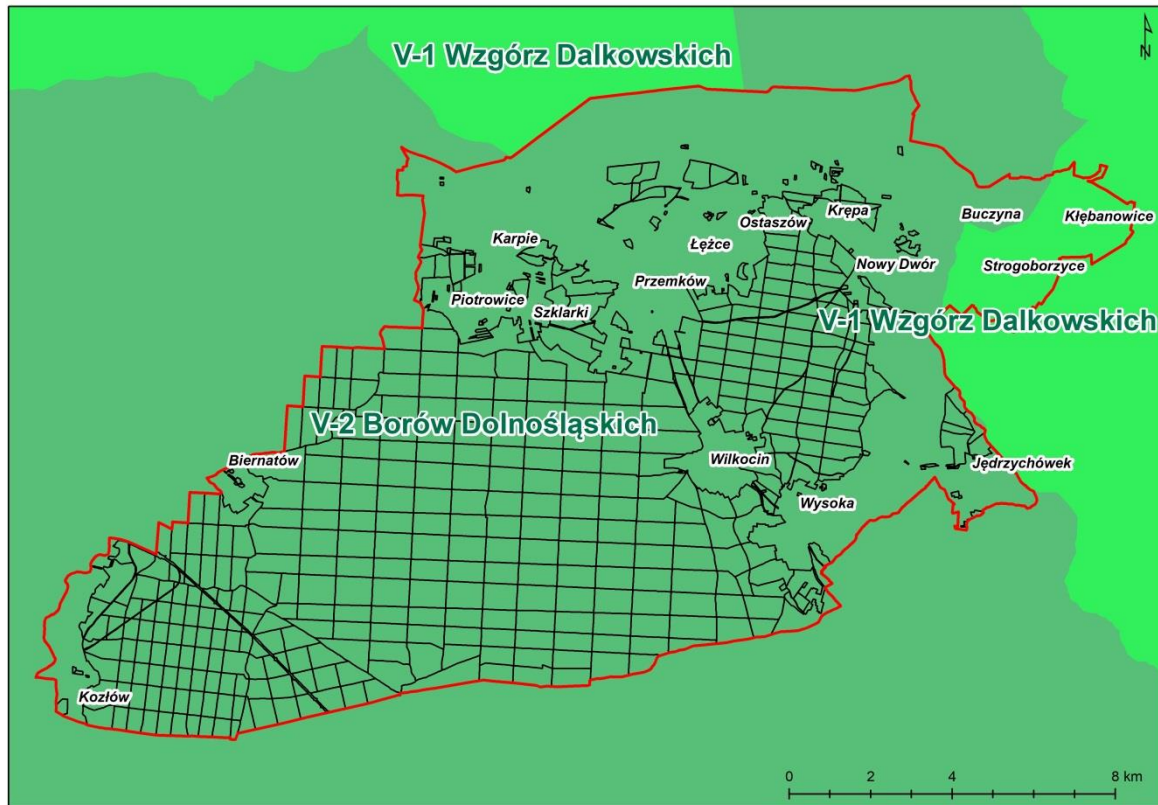 N
V-1 Wzgórz Dalkowskich
Krępa
Buczyna
Kłębanowice
Ostaszów
Karpie
Łężce
Nowy Dwór
Strogoborzyce
Przemków
Piotrowice
Szklarki
V-1 Wzgórz Dalkowskich
V-2 Borów Dolnośląskich
Biernatów
Wilkocin
Jędrzychówek
Wysoka
Kozłów
0 2 4 8 km